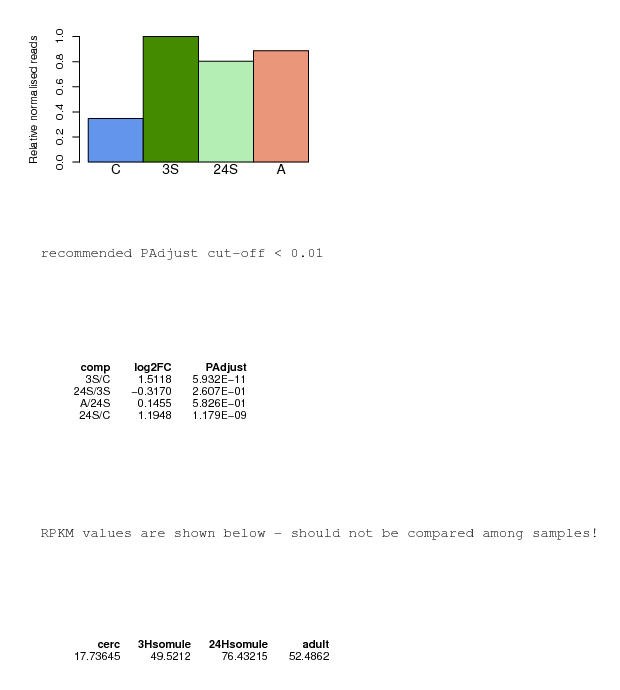 Relative normalised reads
1.0
0.8
0.6
0.4
0.2
0.0
C 3S 24S A
recommended PAdjust cut-off < 0.01
comp log2FC PAdjust
3S/C 1.5118 5.932E−11
24S/3S −0.3170 2.607E−01
A/24S 0.1455 5.826E−01
24S/C 1.1948 1.179E−09
RPKM values are shown below - should not be compared among samples!
cerc 3Hsomule 24Hsomule adult
17.73645 49.5212 76.43215 52.4862